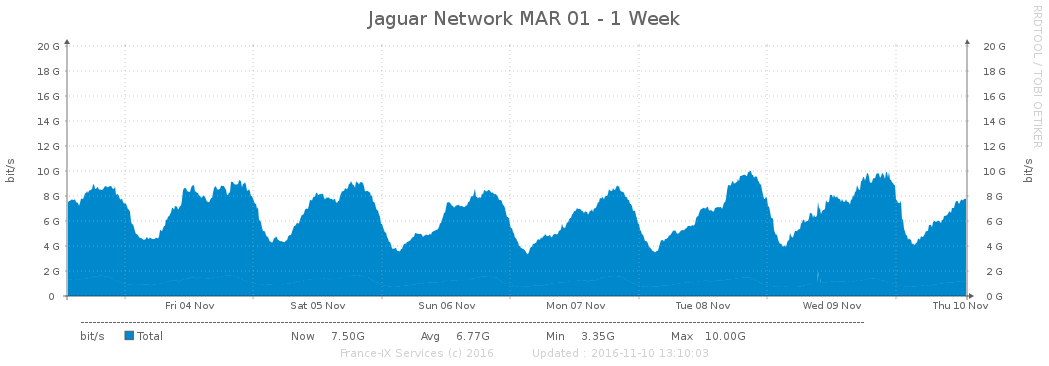 Jaguar Network MAR 01 - 1 Week
RRDTOOL / TOBI OETIKER
bit/s
20 G 20 G
18 G 18 G
16 G 16 G
14 G 14 G
12 G 12 G
10 G 10 G
8 G 8 G
6 G 6 G
4 G 4 G
2 G 2 G
0 0 G
bit/s
Fri 04 Nov Sat 05 Nov Sun 06 Nov Mon 07 Nov Tue 08 Nov Wed 09 Nov Thu 10 Nov
bit/s Total Now 7.50G Avg 6.77G Min 3.35G Max 10.00G
France-IX Services (c) 2016 Updated : 2016-11-10 13:10:03